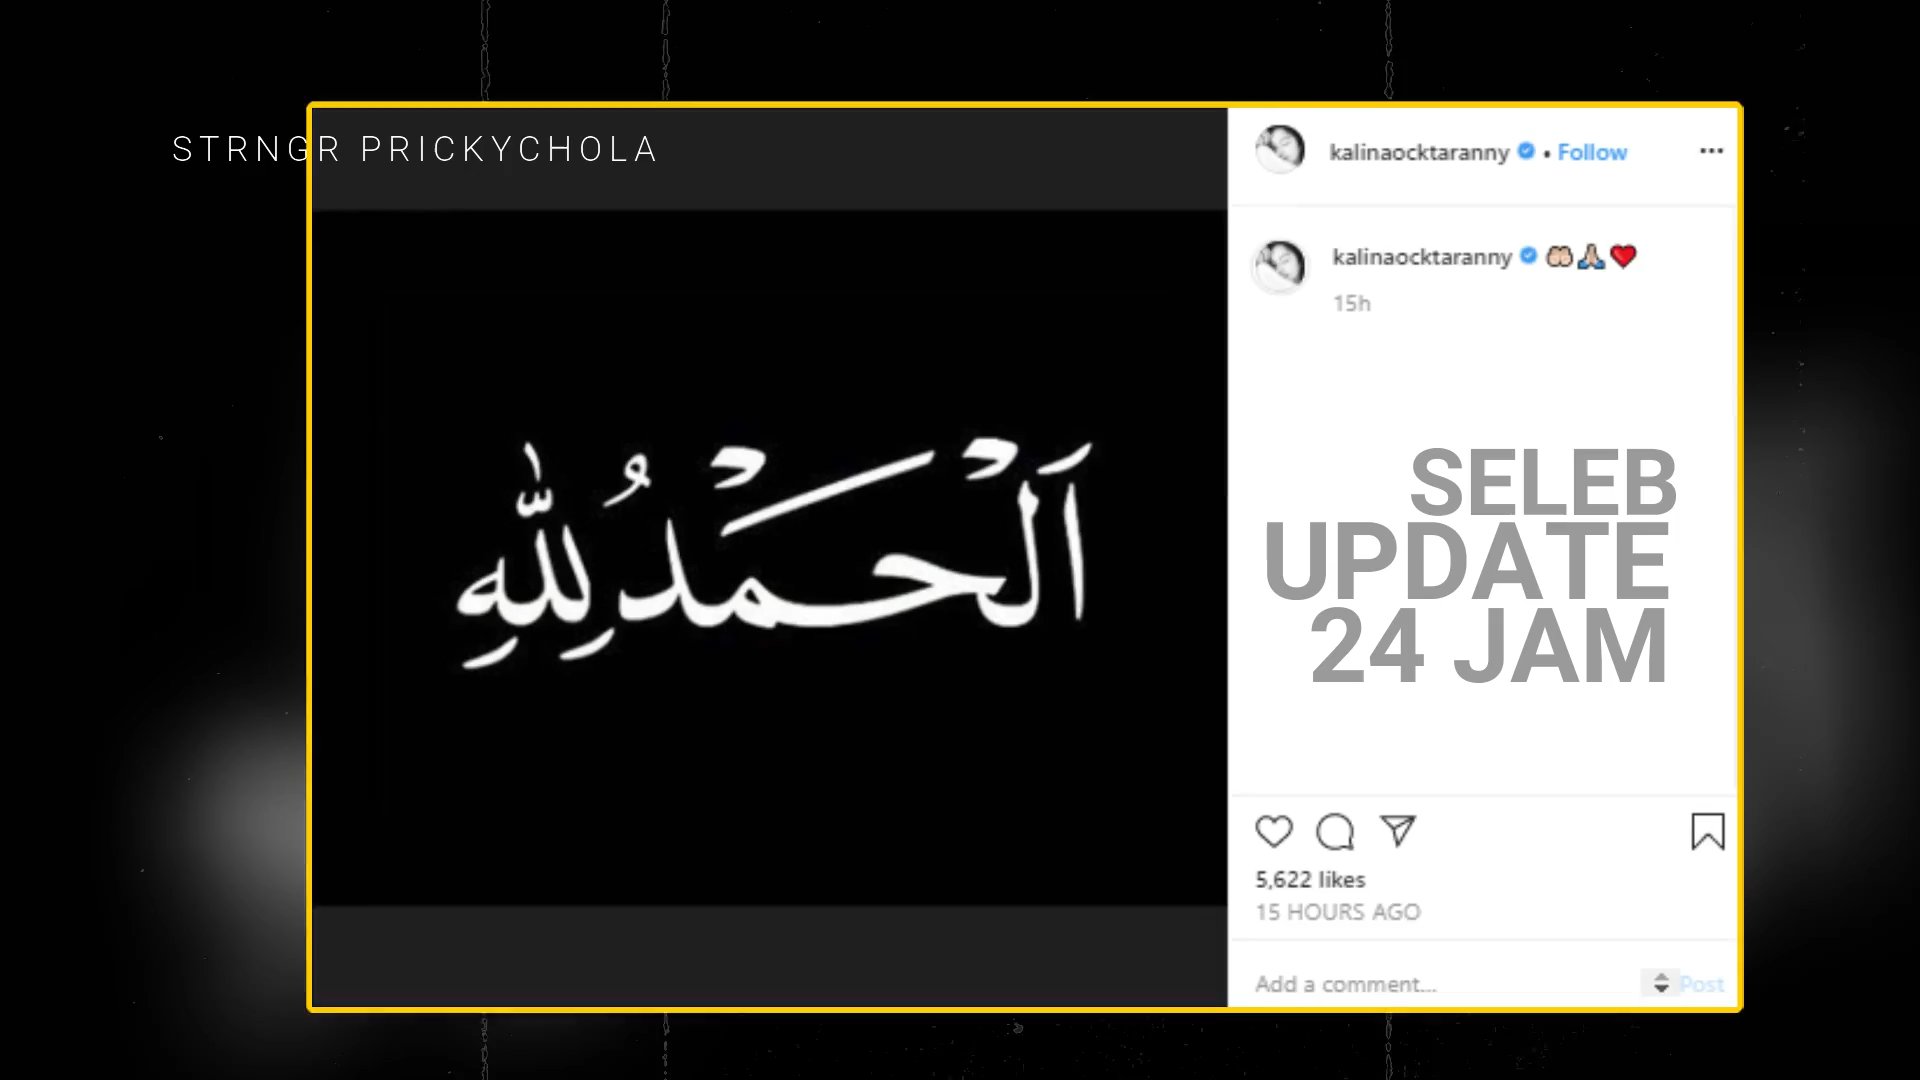 STRNGR PRICKYCHOLA
اَلْحَمْدُ لِلّٰهِ
kalinaocktaranny • Follow
kalinaocktaranny 🤲🏻🙏🏻❤️
15h
SELEB
UPDATE
24 JAM
5,622 likes
15 HOURS AGO
Add a comment... Post